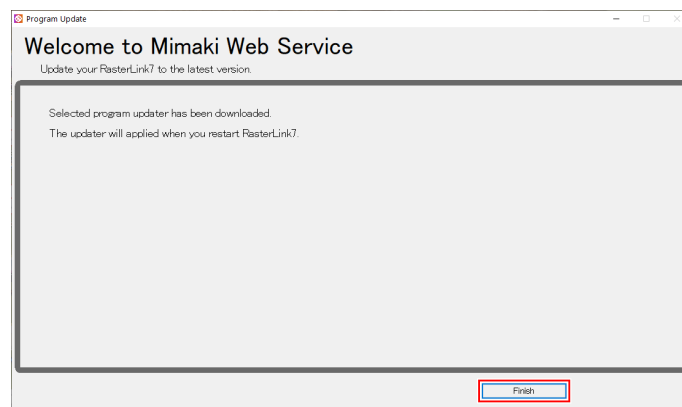 Program Update
Welcome to Mimaki Web Service
Update your RasterLink7 to the latest version.
Selected program updater has been downloaded.
The updater will applied when you restart RasterLink7.
Finish